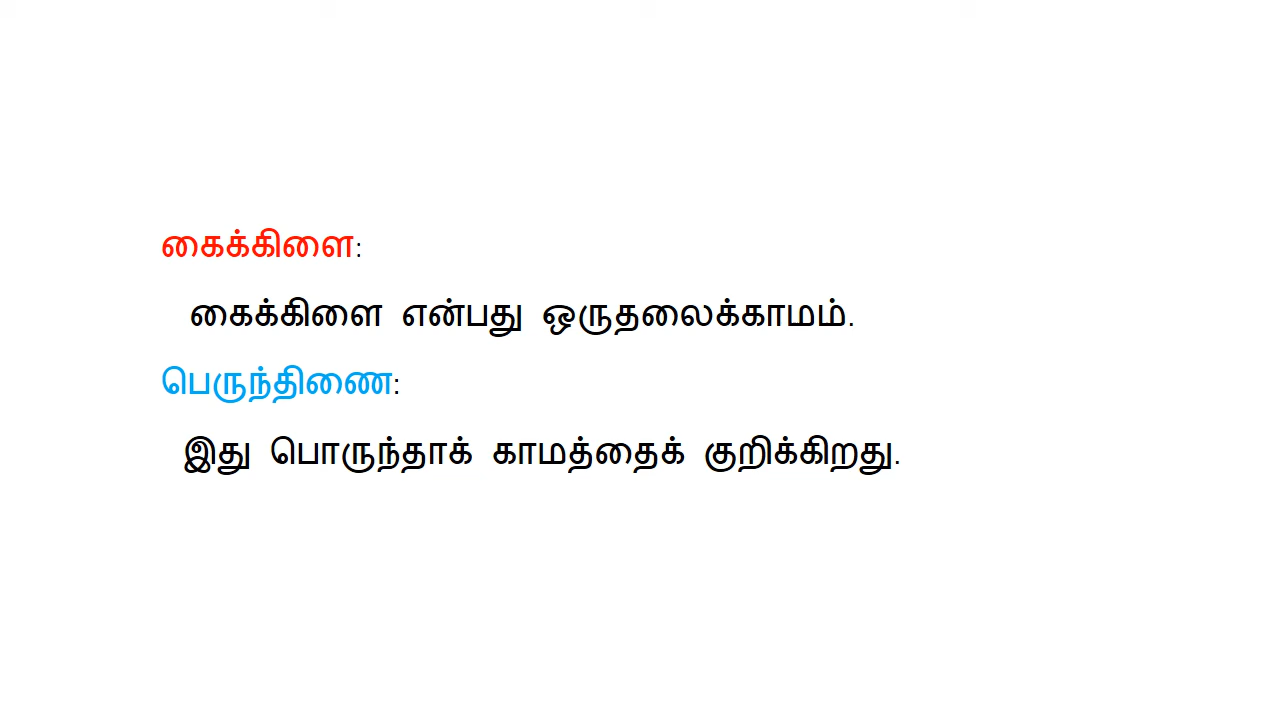 கைக்கிளை:
கைக்கிளை என்பது ஒருதலைக்காமம்.
பெருந்திணை:
இது பொருந்தாக் காமத்தைக் குறிக்கிறது.